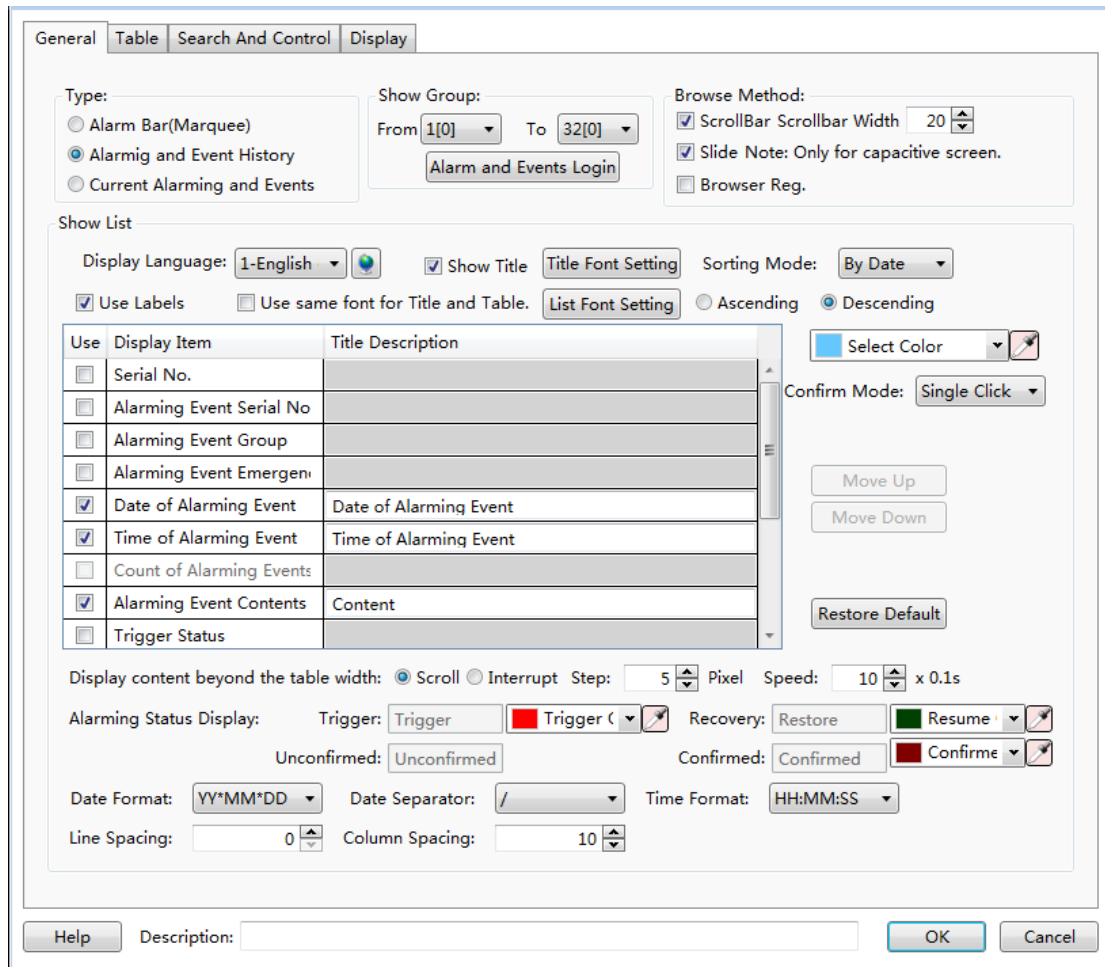 General Table Search And Control Display
Type: Show Group: Browse Method:
Alarm Bar(Marquee) From 1[0] To 32[0] ScrollBar Scrollbar Width 20
Alarmig and Event History Alarm and Events Login Slide Note: Only for capacitive screen.
Current Alarming and Events Browser Reg.
Show List
Display Language: 1-English Show Title Title Font Setting Sorting Mode: By Date
Use Labels Use same font for Title and Table. List Font Setting Ascending Descending
Use Display Item Title Description Select Color
Serial No.
Confirm Mode: Single Click
Alarming Event Serial No
Alarming Event Group
Alarming Event Emergen
Move Up
Date of Alarming Event Date of Alarming Event
Move Down
Time of Alarming Event Time of Alarming Event
Count of Alarming Events
Alarming Event Contents Content
Restore Default
Trigger Status
Display content beyond the table width: Scroll Interrupt Step: 5 Pixel Speed: 10 x 0.1s
Alarming Status Display: Trigger: Trigger Trigger C Recovery: Restore Resume
Unconfirmed: Unconfirmed Confirmed: Confirmed Confirme
Date Format: YY*MM*DD Date Separator: / Time Format: HH:MM:SS
Line Spacing: 0 Column Spacing: 10
Help Description: OK Cancel